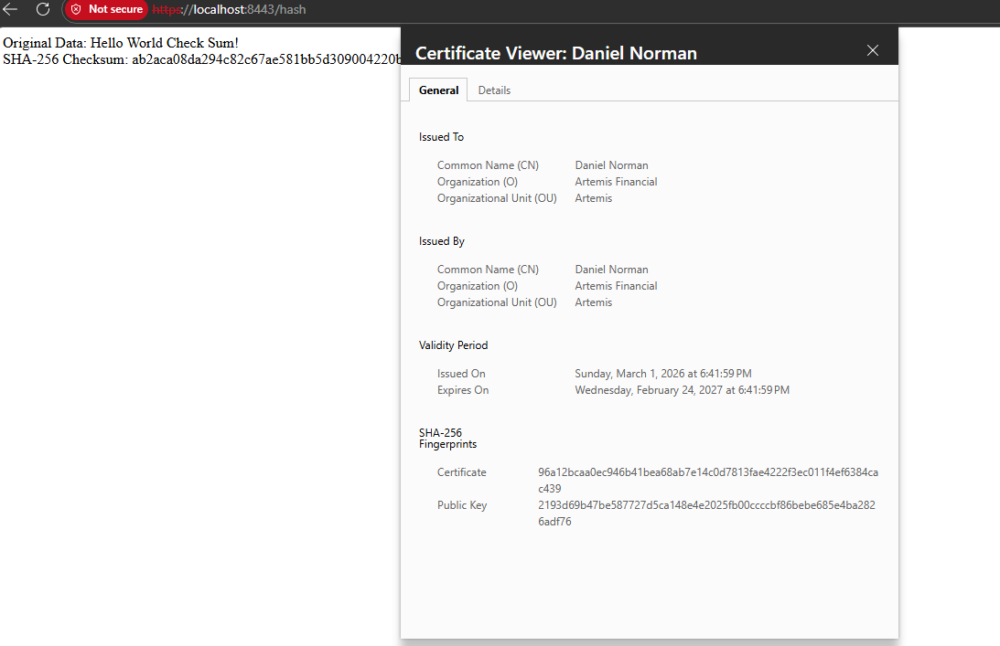 Not secure https://localhost:8443/hash
Original Data: Hello World Check Sum!
SHA-256 Checksum: ab2aca08da294c82c67ae581bb5d309004220
Certificate Viewer: Daniel Norman
General Details
Issued To
Common Name (CN) Daniel Norman
Organization (O) Artemis Financial
Organizational Unit (OU) Artemis
Issued By
Common Name (CN) Daniel Norman
Organization (O) Artemis Financial
Organizational Unit (OU) Artemis
Validity Period
Issued On Sunday, March 1, 2026 at 6:41:59 PM
Expires On Wednesday, February 24, 2027 at 6:41:59 PM
SHA-256
Fingerprints
Certificate 96a12bcaa0ec946b41bea68ab7e14c0d7813fae4222f3ec011f4ef6384ca
c439
Public Key 2193d69b47be587727d5ca148e4e2025fb00ccccbf86bebe685e4ba282
6adf76